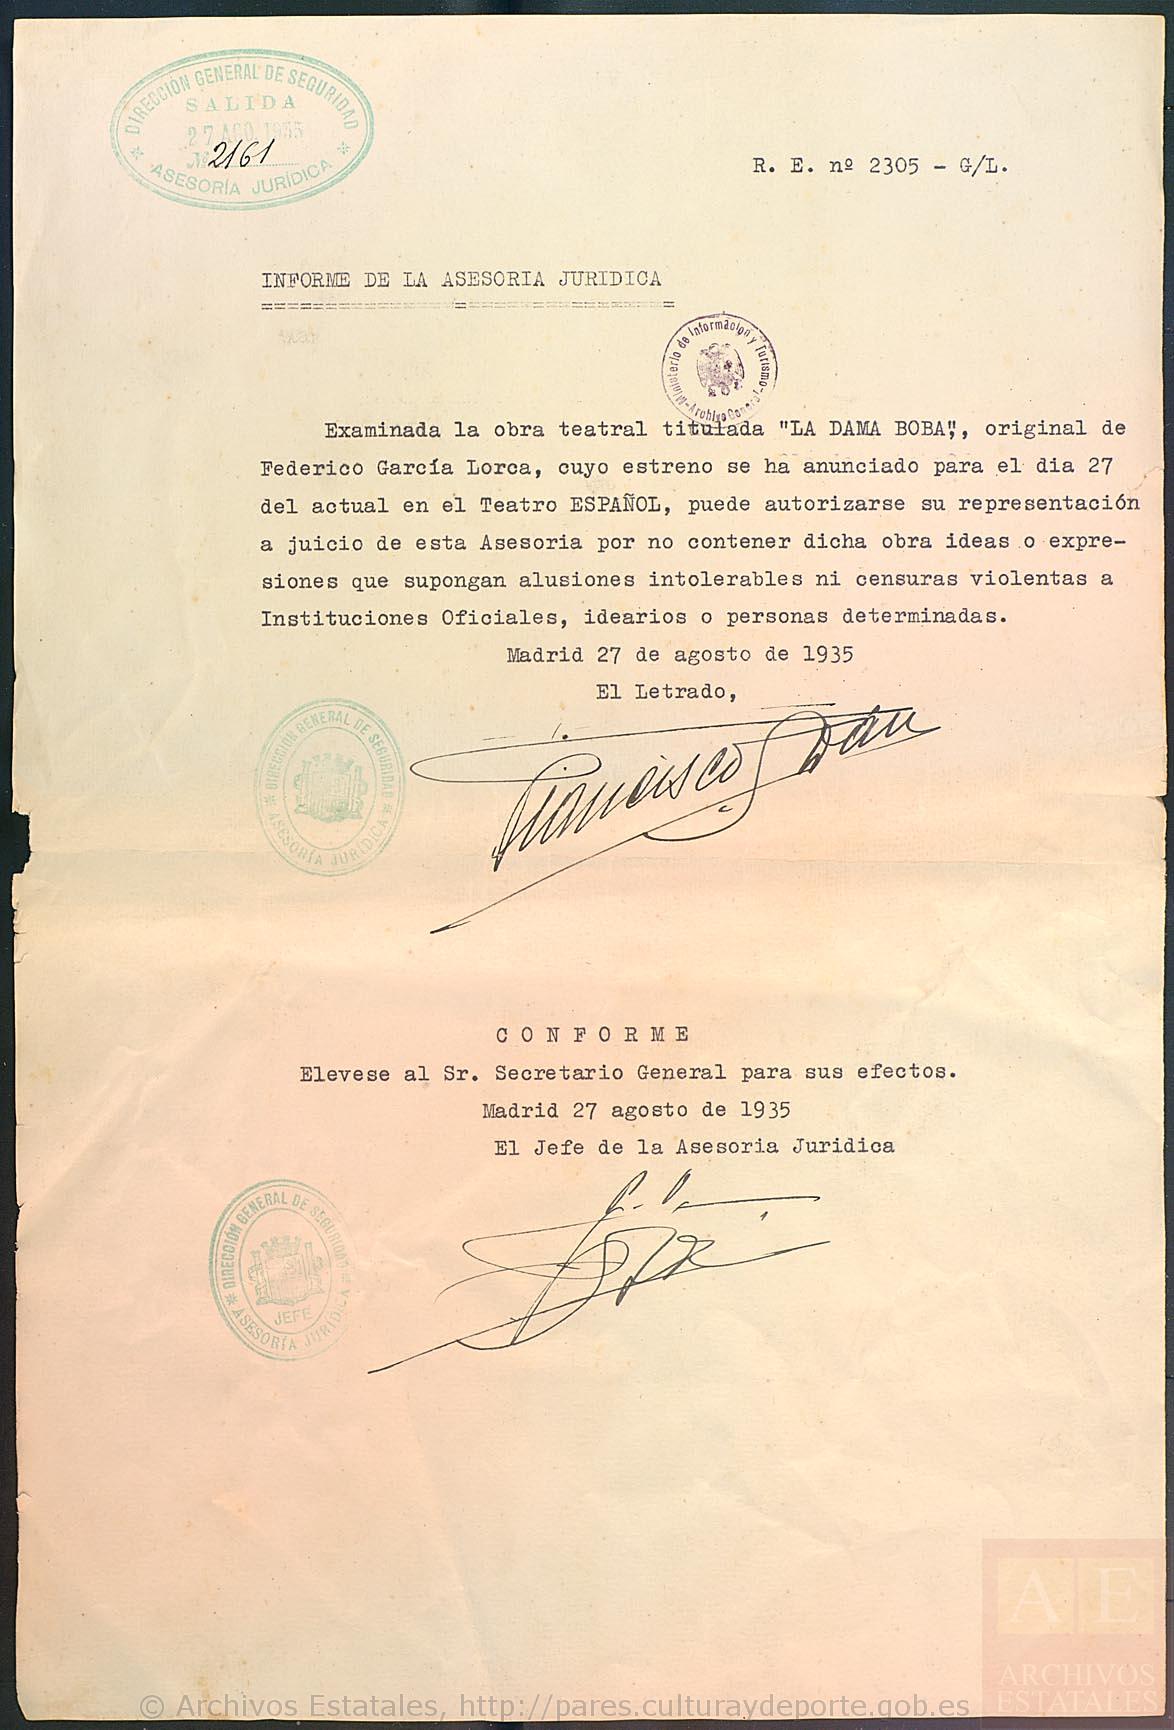 DIRECCIÓN GENERAL DE SEGURIDAD
SALIDA
27 AGO. 1935
Nº 2161
ASESORÍA JURÍDICA
R. E. nº 2305 - G/L.
INFORME DE LA ASESORIA JURIDICA
Ministerio de Información y Turismo
Archivo General
Examinada la obra teatral titulada "LA DAMA BOBA", original de
Federico García Lorca, cuyo estreno se ha anunciado para el dia 27
del actual en el Teatro ESPAÑOL, puede autorizarse su representación
a juicio de esta Asesoria por no contener dicha obra ideas o expre-
siones que supongan alusiones intolerables ni censuras violentas a
Instituciones Oficiales, idearios o personas determinadas.
Madrid 27 de agosto de 1935
El Letrado,
DIRECCIÓN GENERAL DE SEGURIDAD
ASESORÍA JURÍDICA
Francisco
CONFORME
Elevese al Sr. Secretario General para sus efectos.
Madrid 27 agosto de 1935
El Jefe de la Asesoria Juridica
DIRECCIÓN GENERAL DE SEGURIDAD
JEFE
ASESORÍA JURÍDICA
AE
ARCHIVOS
ESTATALES
© Archivos Estatales, http://pares.culturaydeporte.gob.es